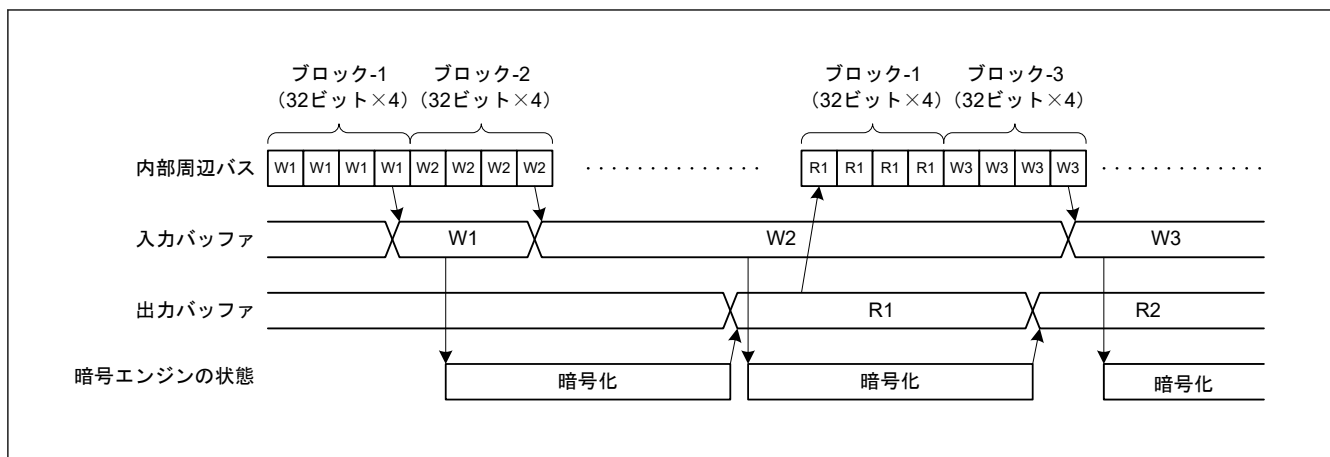 ブロック-1 ブロック-2 ブロック-1 ブロック-3
(32ビット×4) (32ビット×4) (32ビット×4) (32ビット×4)
内部周辺バス W1 W1 W1 W1 W2 W2 W2 W2 ・・・・・・・・・・・・・ R1 R1 R1 R1 W3 W3 W3 W3 ・・・・・・・・・・・・
入力バッファ W1 W2 W3
出力バッファ R1 R2
暗号エンジンの状態 暗号化 暗号化 暗号化